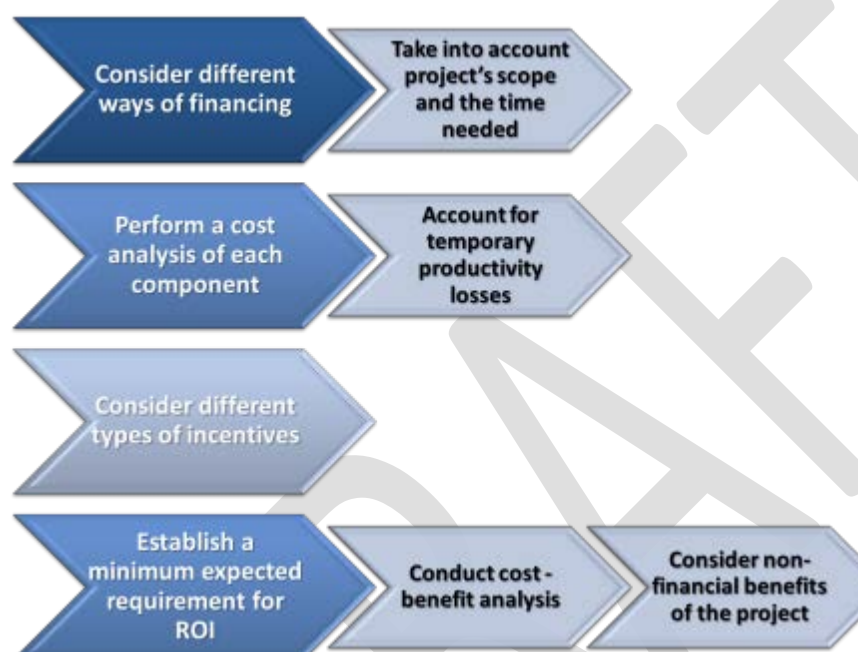 Consider different
ways of financing
Take into account
project's scope
and the time
needed
Perform a cost
analysis of each
component
Account for
temporary
productivity
losses
Consider different
types of incentives
Establish a
minimum expected
requirement for
ROI
Conduct cost -
benefit analysis
Consider non-
financial benefits
of the project